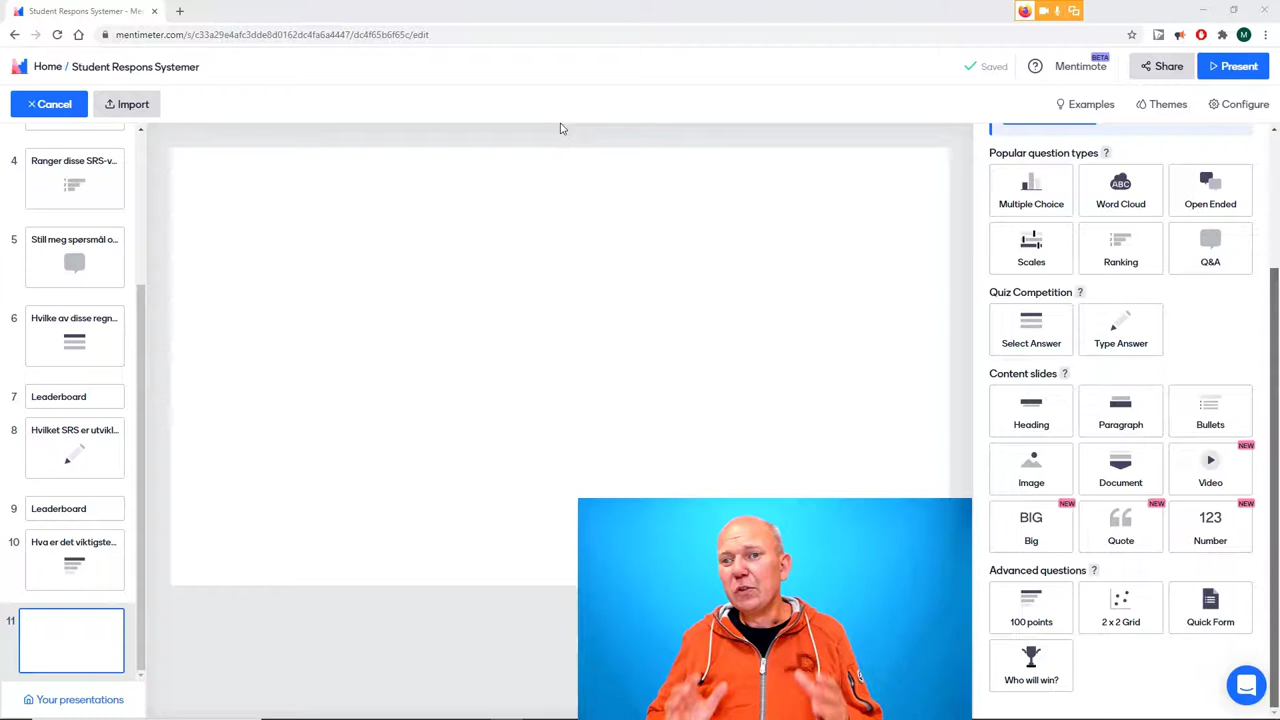 Student Respons Systemer - Me
mentimeter.com/s/c33a29e4afc3dde8d0162dc4fa6a4447/dc4f65b6f65c/edit
M
Home / Student Respons Systemer
Saved
Mentimote
BETA
Share
Present
Cancel
Import
Examples
Themes
Configure
4
Ranger disse SRS-v...
5
Still meg spørsmål o...
6
Hvilke av disse regn...
7
Leaderboard
8
Hvilket SRS er utvikl...
9
Leaderboard
10
Hva er det viktigste...
11
Your presentations
Popular question types ?
Multiple Choice
ABC
Word Cloud
Open Ended
Scales
Ranking
Q&A
Quiz Competition ?
Select Answer
Type Answer
Content slides ?
Heading
Paragraph
Bullets
Image
Document
NEW
Video
NEW
BIG
Big
NEW
Quote
NEW
123
Number
Advanced questions ?
100 points
2 x 2 Grid
Quick Form
Who will win?